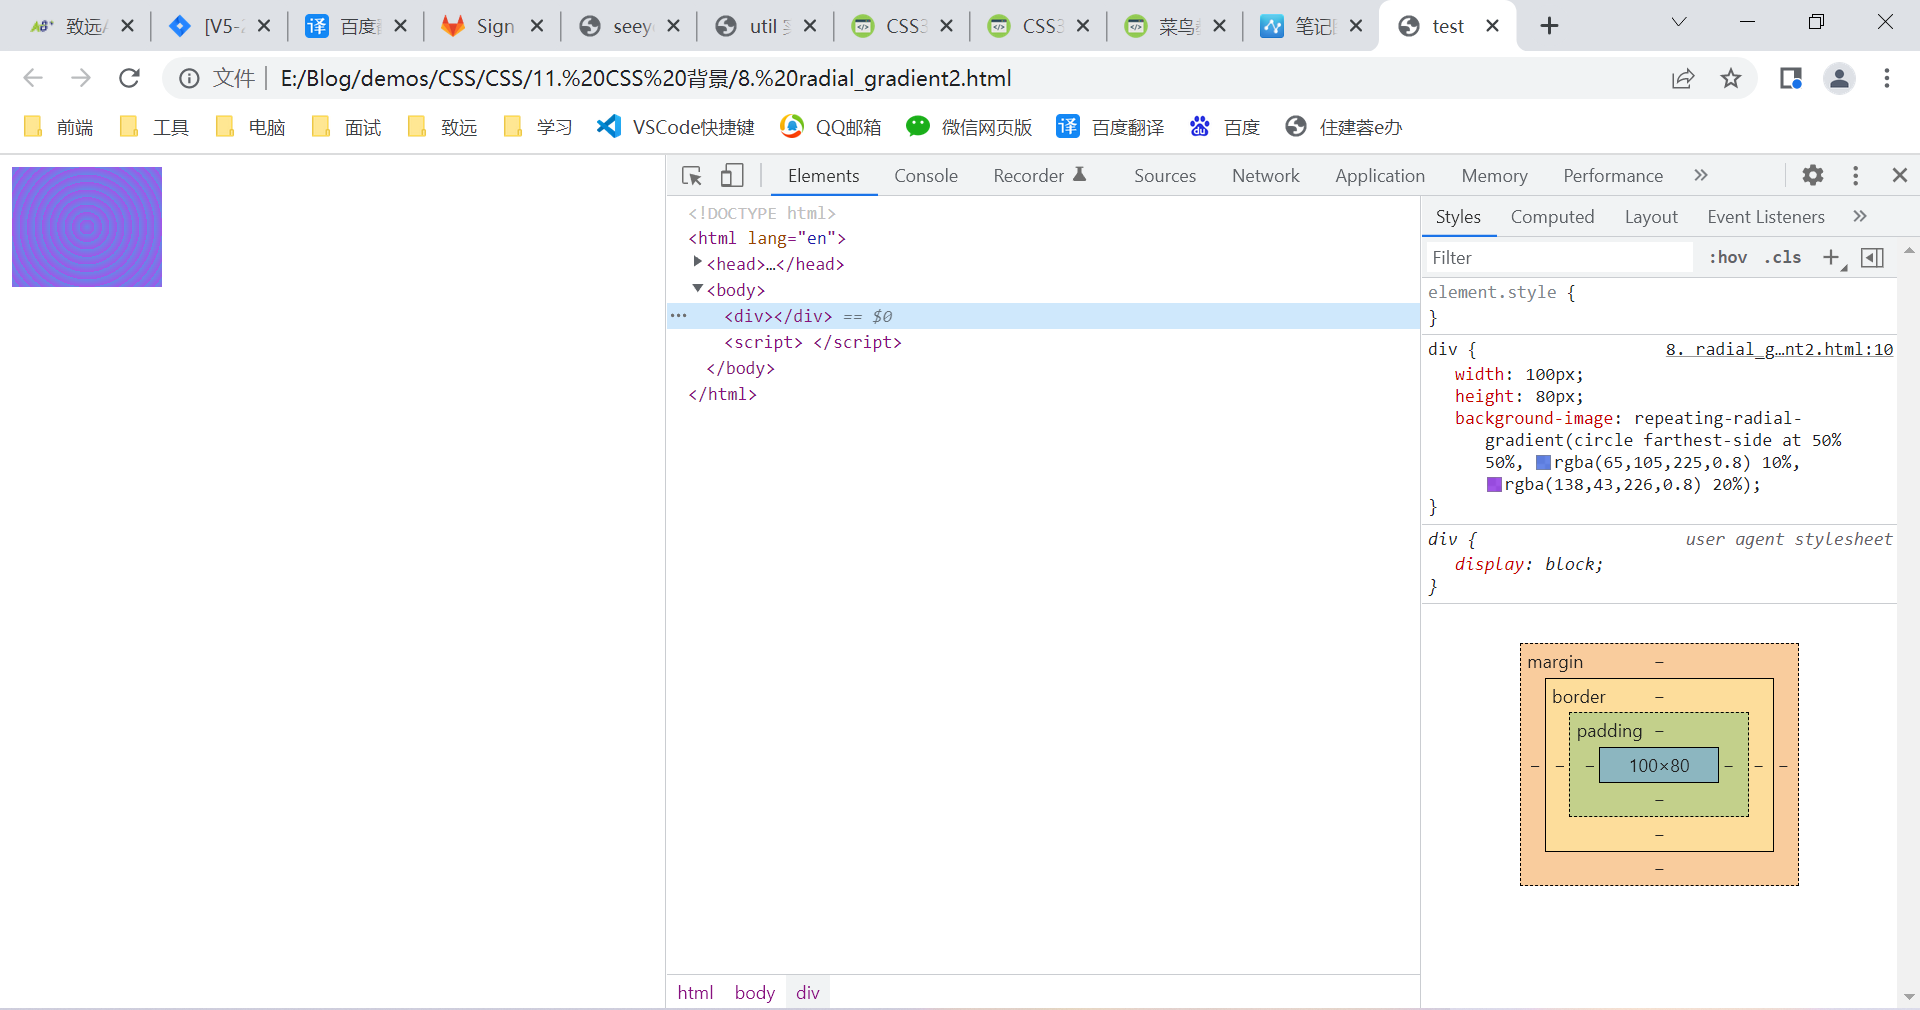 致远A
[V5-
百度
Sign
seey
util
CSS3
CSS3
菜鸟
笔记
test
文件 | E:/Blog/demos/CSS/CSS/11.%20CSS%20背景/8.%20radial_gradient2.html
前端 工具 电脑 面试 致远 学习 VSCode快捷键 QQ邮箱 微信网页版 译 百度翻译 百度 住建蓉e办
Elements Console Recorder Sources Network Application Memory Performance
<!DOCTYPE html>
<html lang="en">
<head>…</head>
<body>
<div></div> == $0
<script> </script>
</body>
</html>
html body div
Styles Computed Layout Event Listeners
Filter :hov .cls
element.style {
}
div { 8. radial_g…nt2.html:10
width: 100px;
height: 80px;
background-image: repeating-radial-
gradient(circle farthest-side at 50%
50%, rgba(65,105,225,0.8) 10%,
rgba(138,43,226,0.8) 20%);
}
div { user agent stylesheet
display: block;
}
margin –
border –
padding –
– – – 100×80 – – –
–
–
–